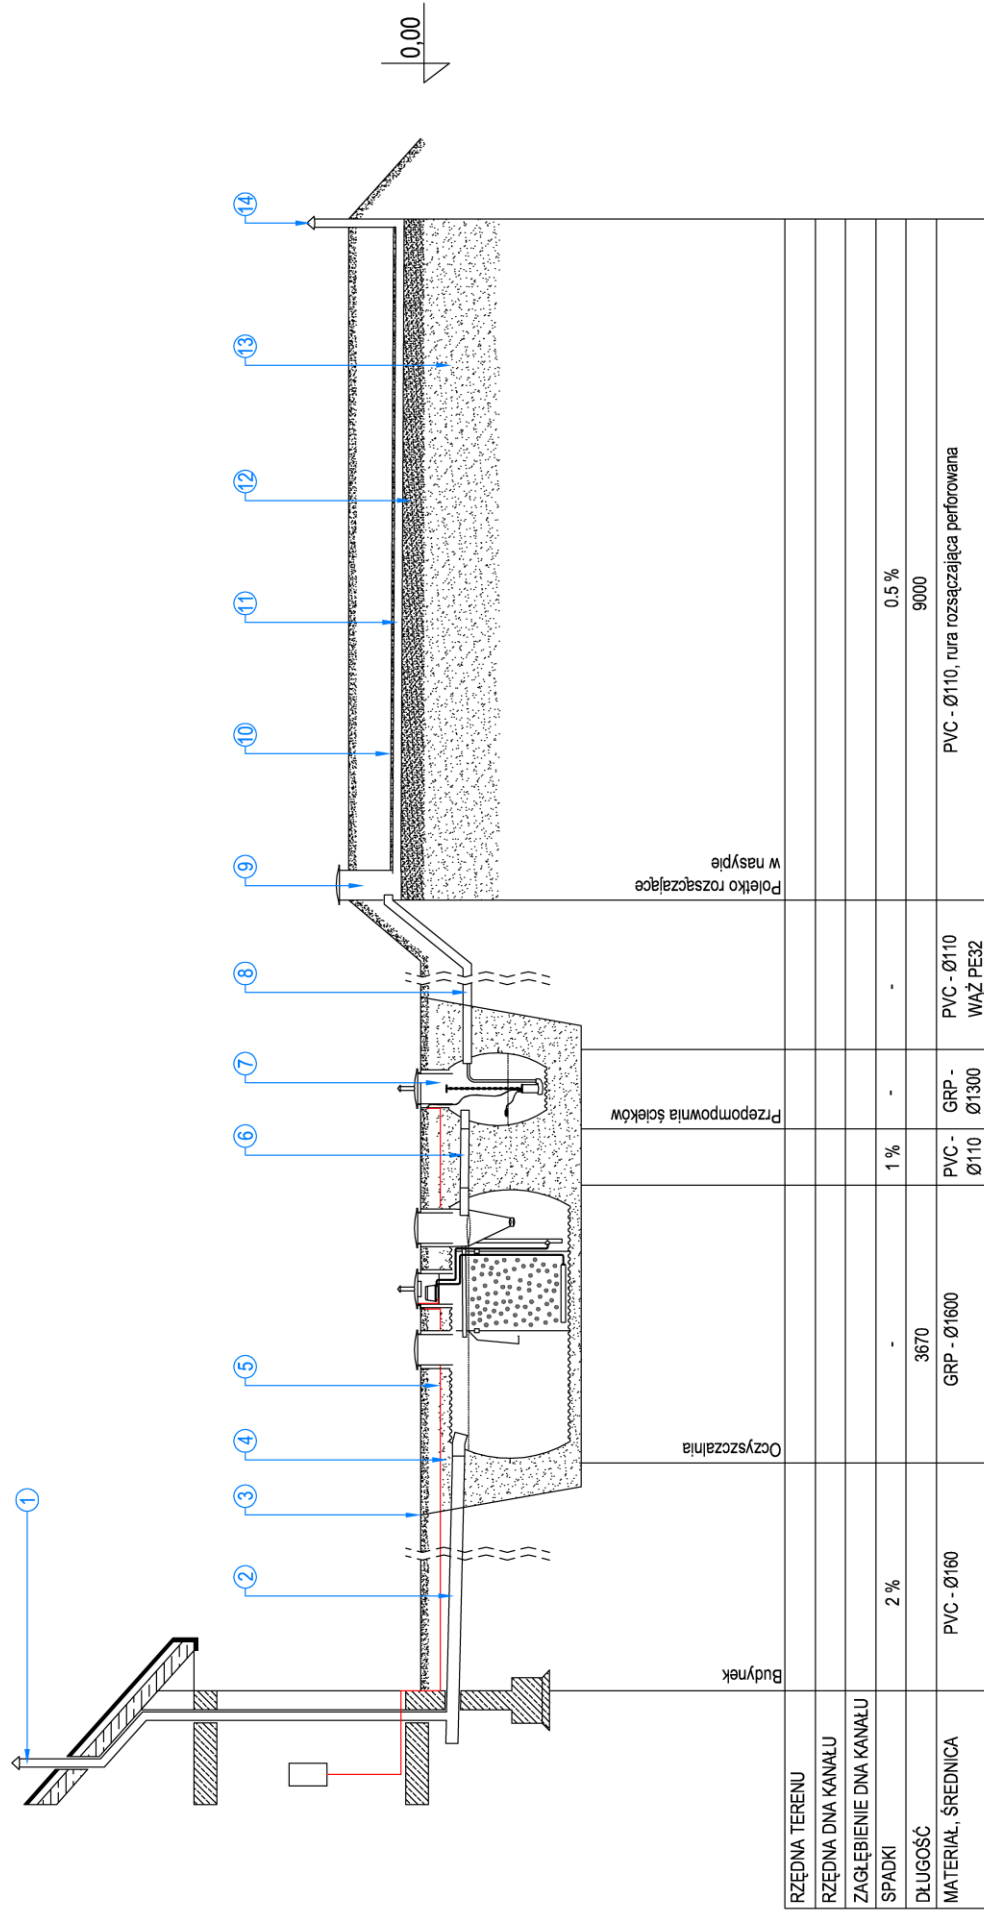 0,00
1
2
3
4
5
6
7
8
9
10
11
12
13
14
Budynek
Oczyszczalnia
Przepompownia ścieków
Poletko rozsączające
w nasypie
RZĘDNA TERENU
RZĘDNA DNA KANAŁU
ZAGŁĘBIENIE DNA KANAŁU
SPADKI
2 %
-
1 %
-
-
0.5 %
DŁUGOŚĆ
3670
9000
MATERIAŁ, ŚREDNICA
PVC - Ø160
GRP - Ø1600
PVC -
Ø110
GRP -
Ø1300
PVC - Ø110
WĄŻ PE32
PVC - Ø110, rura rozsączająca perforowana